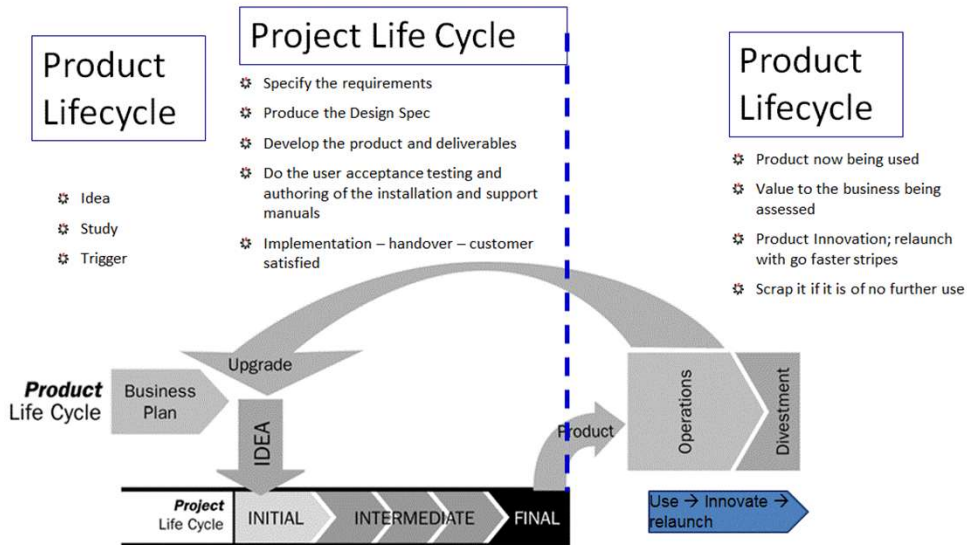 Product
Lifecycle
Idea
Study
Trigger
Project Life Cycle
Specify the requirements
Produce the Design Spec
Develop the product and deliverables
Do the user acceptance testing and
authoring of the installation and support
manuals
Implementation – handover – customer
satisfied
Product
Lifecycle
Product now being used
Value to the business being
assessed
Product Innovation; relaunch
with go faster stripes
Scrap it if it is of no further use
Upgrade
Product
Life Cycle
Business
Plan
IDEA
Product
Operations
Divestment
Project
Life Cycle
INITIAL
INTERMEDIATE
FINAL
Use → Innovate →
relaunch